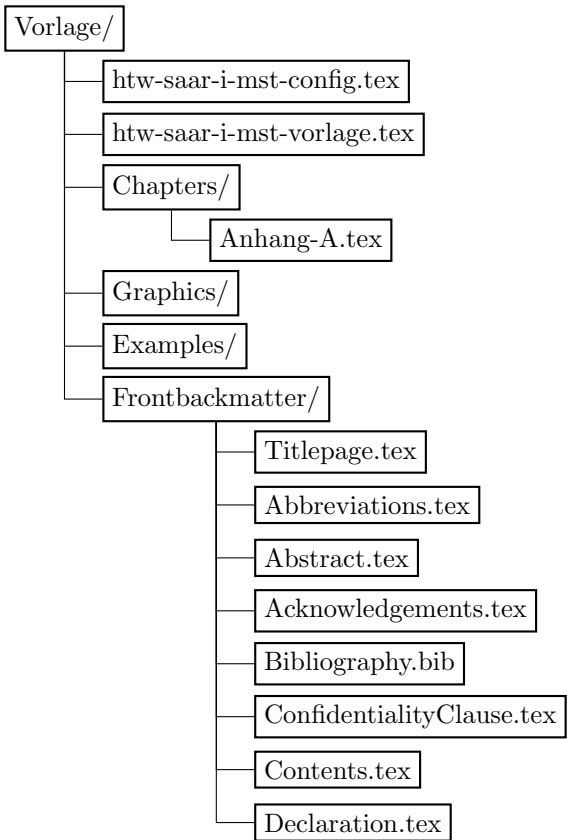 Vorlage/
htw-saar-i-mst-config.tex
htw-saar-i-mst-vorlage.tex
Chapters/
Anhang-A.tex
Graphics/
Examples/
Frontbackmatter/
Titlepage.tex
Abbreviations.tex
Abstract.tex
Acknowledgements.tex
Bibliography.bib
ConfidentialityClause.tex
Contents.tex
Declaration.tex